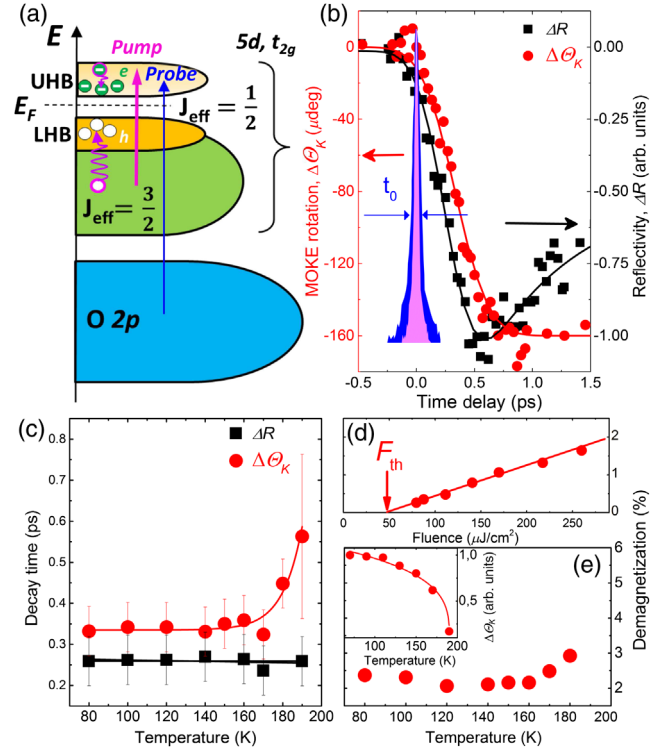 (a)
E
Pump
5d, t2g
UHB
e
Probe
EF
Jeff = 1/2
LHB
h
Jeff = 3/2
O 2p
(b)
ΔR
ΔΘK
0
-40
-80
-120
-160
MOKE rotation, ΔΘK (μdeg)
t0
0.00
-0.25
-0.50
-0.75
-1.00
Reflectivity, ΔR (arb. units)
-0.5 0.0 0.5 1.0 1.5
Time delay (ps)
(c)
ΔR
ΔΘK
0.8
0.7
0.6
0.5
0.4
0.3
0.2
Decay time (ps)
80 100 120 140 160 180 200
Temperature (K)
(d)
Fth
2
1
0
0 50 100 150 200 250
Fluence (μJ/cm2)
Demagnetization (%)
(e)
6
5
4
3
2
1
1,0
0,5
ΔΘk (arb. units)
100 150 200
Temperature (K)
80 100 120 140 160 180 200
Temperature (K)